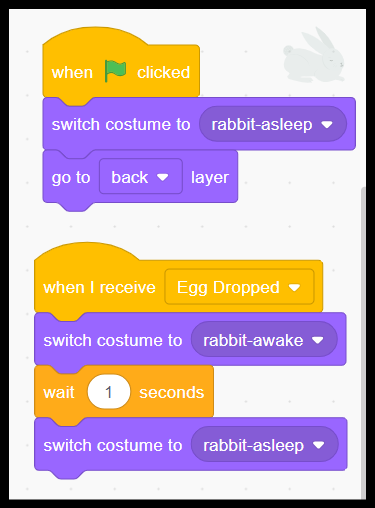 when clicked
switch costume to rabbit-asleep
go to back layer
when I receive Egg Dropped
switch costume to rabbit-awake
wait 1 seconds
switch costume to rabbit-asleep